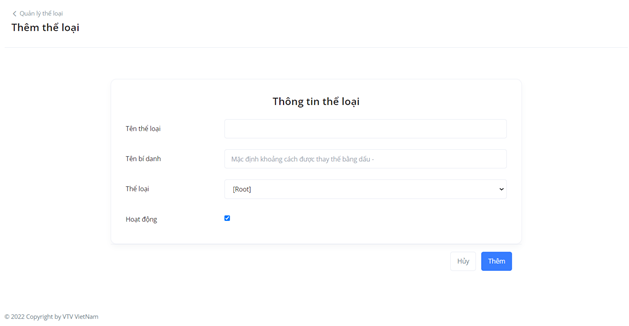 Quản lý thể loại
Thêm thể loại
Thông tin thể loại
Tên thể loại
Tên bí danh
Mặc định khoảng cách được thay thế bằng dấu -
Thể loại
[Root]
Hoạt động
Hủy
Thêm
© 2022 Copyright by VTV VietNam